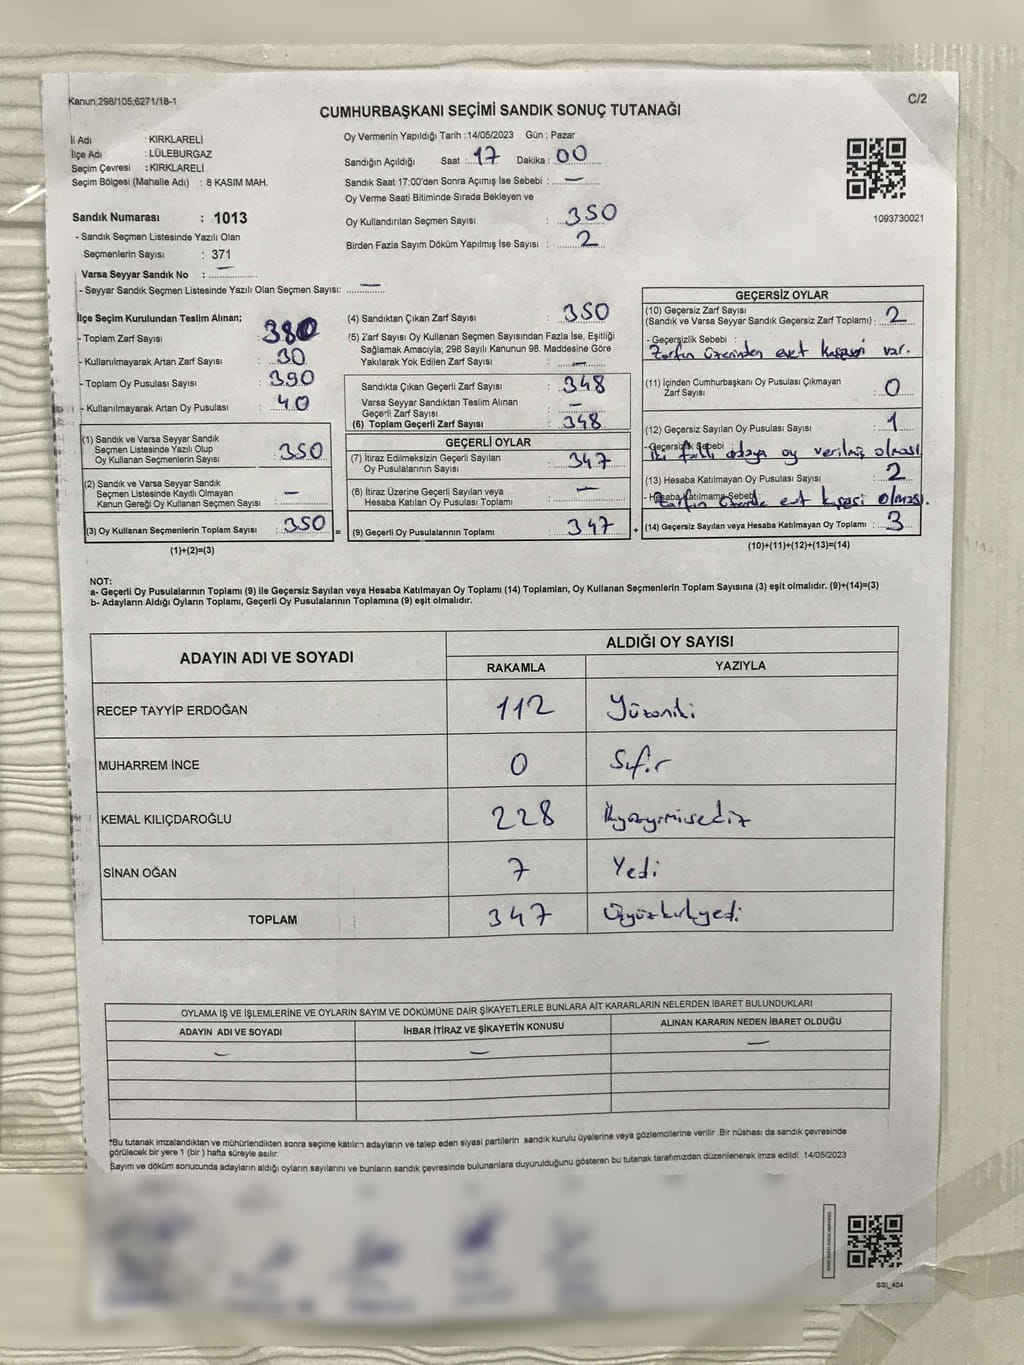 Kanun;298/105;6271/18-1
C/2
CUMHURBAŞKANI SEÇİMİ SANDIK SONUÇ TUTANAĞI
İl Adı : KIRKLARELİ
İlçe Adı : LÜLEBURGAZ
Seçim Çevresi : KIRKLARELİ
Seçim Bölgesi (Mahalle Adı) : 8 KASIM MAH.
Sandık Numarası : 1013
- Sandık Seçmen Listesinde Yazılı Olan
Seçmenlerin Sayısı : 371
Varsa Seyyar Sandık No : —
- Seyyar Sandık Seçmen Listesinde Yazılı Olan Seçmen Sayısı: —
Oy Vermenin Yapıldığı Tarih :14/05/2023 Gün : Pazar
Sandığın Açıldığı Saat : 17 Dakika : 00
Sandık Saat 17:00'den Sonra Açımış İse Sebebi : —
Oy Verme Saati Bitiminde Sırada Bekleyen ve
Oy Kullandırılan Seçmen Sayısı : 350
Birden Fazla Sayım Döküm Yapılmış İse Sayısı : 2
1093730021
İlçe Seçim Kurulundan Teslim Alınan;
- Toplam Zarf Sayısı : 380
- Kullanılmayarak Artan Zarf Sayısı : 30
- Toplam Oy Pusulası Sayısı : 390
- Kullanılmayarak Artan Oy Pusulası : 40
(1) Sandık ve Varsa Seyyar Sandık
Seçmen Listesinde Yazılı Olup
Oy Kullanan Seçmenlerin Sayısı : 350
(2) Sandık ve Varsa Seyyar Sandık
Seçmen Listesinde Kayıtlı Olmayan
Kanun Gereği Oy Kullanan Seçmen Sayısı : —
(3) Oy Kullanan Seçmenlerin Toplam Sayısı : 350 =
(1)+(2)=(3)
(4) Sandıktan Çıkan Zarf Sayısı : 350
(5) Zarf Sayısı Oy Kullanan Seçmen Sayısından Fazla İse, Eşitliği
Sağlamak Amacıyla; 298 Sayılı Kanunun 98. Maddesine Göre
Yakılarak Yok Edilen Zarf Sayısı : —
Sandıkta Çıkan Geçerli Zarf Sayısı : 348
Varsa Seyyar Sandıktan Teslim Alınan
Geçerli Zarf Sayısı : —
(6) Toplam Geçerli Zarf Sayısı : 348
GEÇERLİ OYLAR
(7) İtiraz Edilmeksizin Geçerli Sayılan
Oy Pusulalarının Sayısı : 347
(8) İtiraz Üzerine Geçerli Sayılan veya
Hesaba Katılan Oy Pusulası Toplamı : —
(9) Geçerli Oy Pusulalarının Toplamı : 347 +
GEÇERSİZ OYLAR
(10) Geçersiz Zarf Sayısı
(Sandık ve Varsa Seyyar Sandık Geçersiz Zarf Toplamı) : 2
- Geçersizlik Sebebi :
Zarfın üzerinden evet kaşesi var.
(11) İçinden Cumhurbaşkanı Oy Pusulası Çıkmayan
Zarf Sayısı : 0
(12) Geçersiz Sayılan Oy Pusulası Sayısı : 1
- Geçersizlik Sebebi
İki farklı adaya oy verilmiş olması
(13) Hesaba Katılmayan Oy Pusulası Sayısı : 2
- Hesaba Katılmama Sebebi
Zarfın üzerinde evet kaşesi olması.
(14) Geçersiz Sayılan veya Hesaba Katılmayan Oy Toplamı : 3
(10)+(11)+(12)+(13)=(14)
NOT:
a- Geçerli Oy Pusulalarının Toplamı (9) ile Geçersiz Sayılan veya Hesaba Katılmayan Oy Toplamı (14) Toplamları, Oy Kullanan Seçmenlerin Toplam Sayısına (3) eşit olmalıdır. (9)+(14)=(3)
b- Adayların Aldığı Oyların Toplamı, Geçerli Oy Pusulalarının Toplamına (9) eşit olmalıdır.
ADAYIN ADI VE SOYADI
ALDIĞI OY SAYISI
RAKAMLA YAZIYLA
RECEP TAYYİP ERDOĞAN 112 Yüzoniki
MUHARREM İNCE 0 Sıfır
KEMAL KILIÇDAROĞLU 228 İkiyüzyirmisediz
SİNAN OĞAN 7 Yedi
TOPLAM 347 Üçyüzkırkyedi
OYLAMA İŞ VE İŞLEMLERİNE VE OYLARIN SAYIM VE DÖKÜMÜNE DAİR ŞİKAYETLERLE BUNLARA AİT KARARLARIN NELERDEN İBARET BULUNDUKLARI
ADAYIN ADI VE SOYADI İHBAR İTİRAZ VE ŞİKAYETİN KONUSU ALINAN KARARIN NEDEN İBARET OLDUĞU
— — —
*Bu tutanak imzalandıktan ve mühürlendikten sonra seçime katılan adayların ve talep eden siyasi partilerin sandık kurulu üyelerine veya gözlemcilerine verilir .Bir nüshası da sandık çevresinde
görülecek bir yere 1 (bir ) hafta süreyle asılır.
Sayım ve döküm sonucunda adayların aldığı oyların sayılarını ve bunların sandık çevresinde bulunanlara duyurulduğunu gösteren bu tutanak tarafımızdan düzenlenerek imza edildi. 14/05/2023
SSİ_404